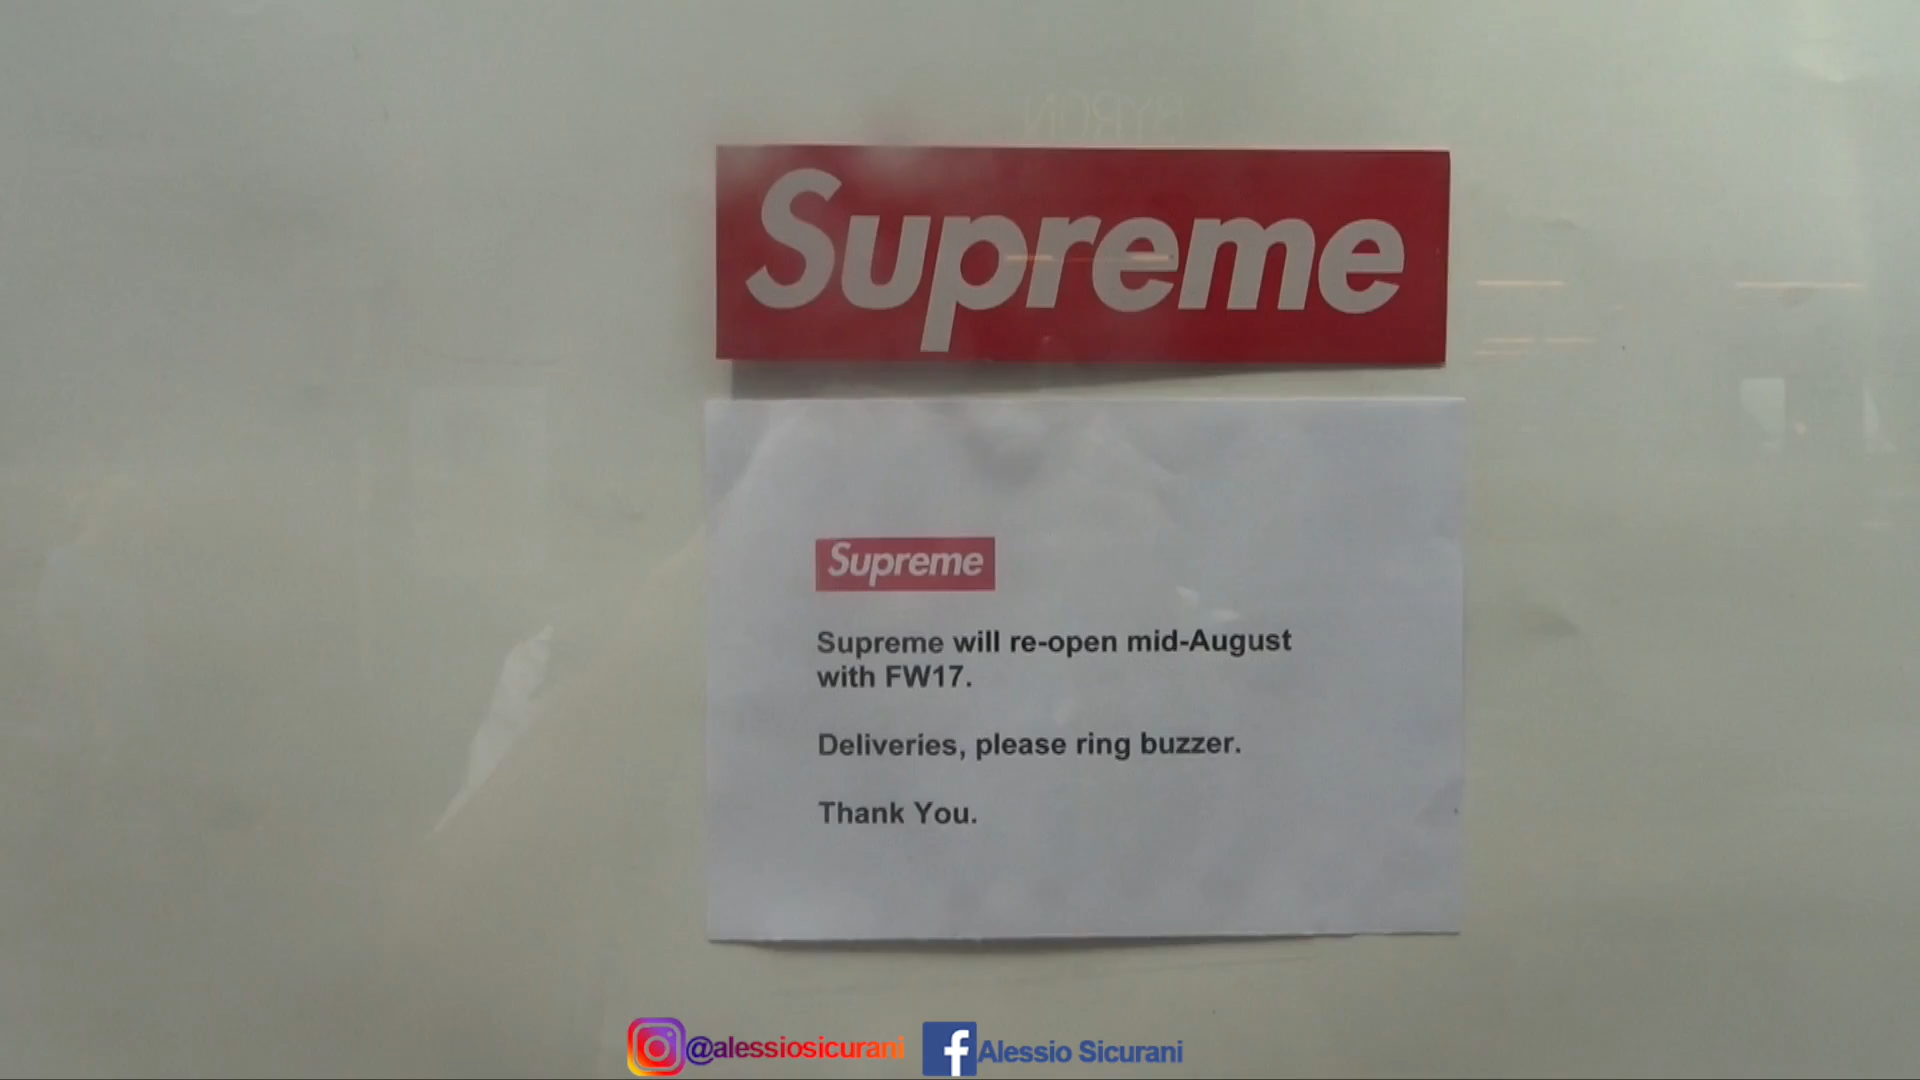 BYRON
Supreme
Supreme
Supreme will re-open mid-August
with FW17.
Deliveries, please ring buzzer.
Thank You.
@alessiosicurani
Alessio Sicurani